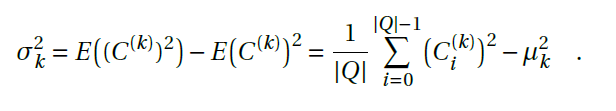 σ_k^2 = E((C^{(k)})^2) − E(C^{(k)})^2 = \frac{1}{|Q|} \sum_{i=0}^{|Q|−1} (C_i^{(k)})^2 − μ_k^2 .